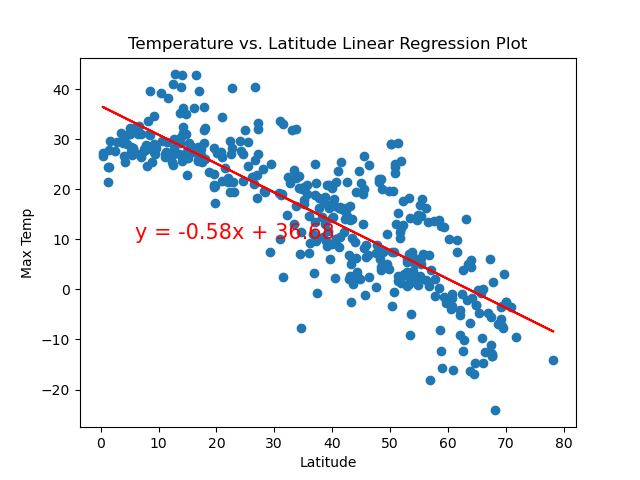 Temperature vs. Latitude Linear Regression Plot
40
30
20
10
0
−10
−20
Max Temp
y = -0.58x + 36.68
0 10 20 30 40 50 60 70 80
Latitude